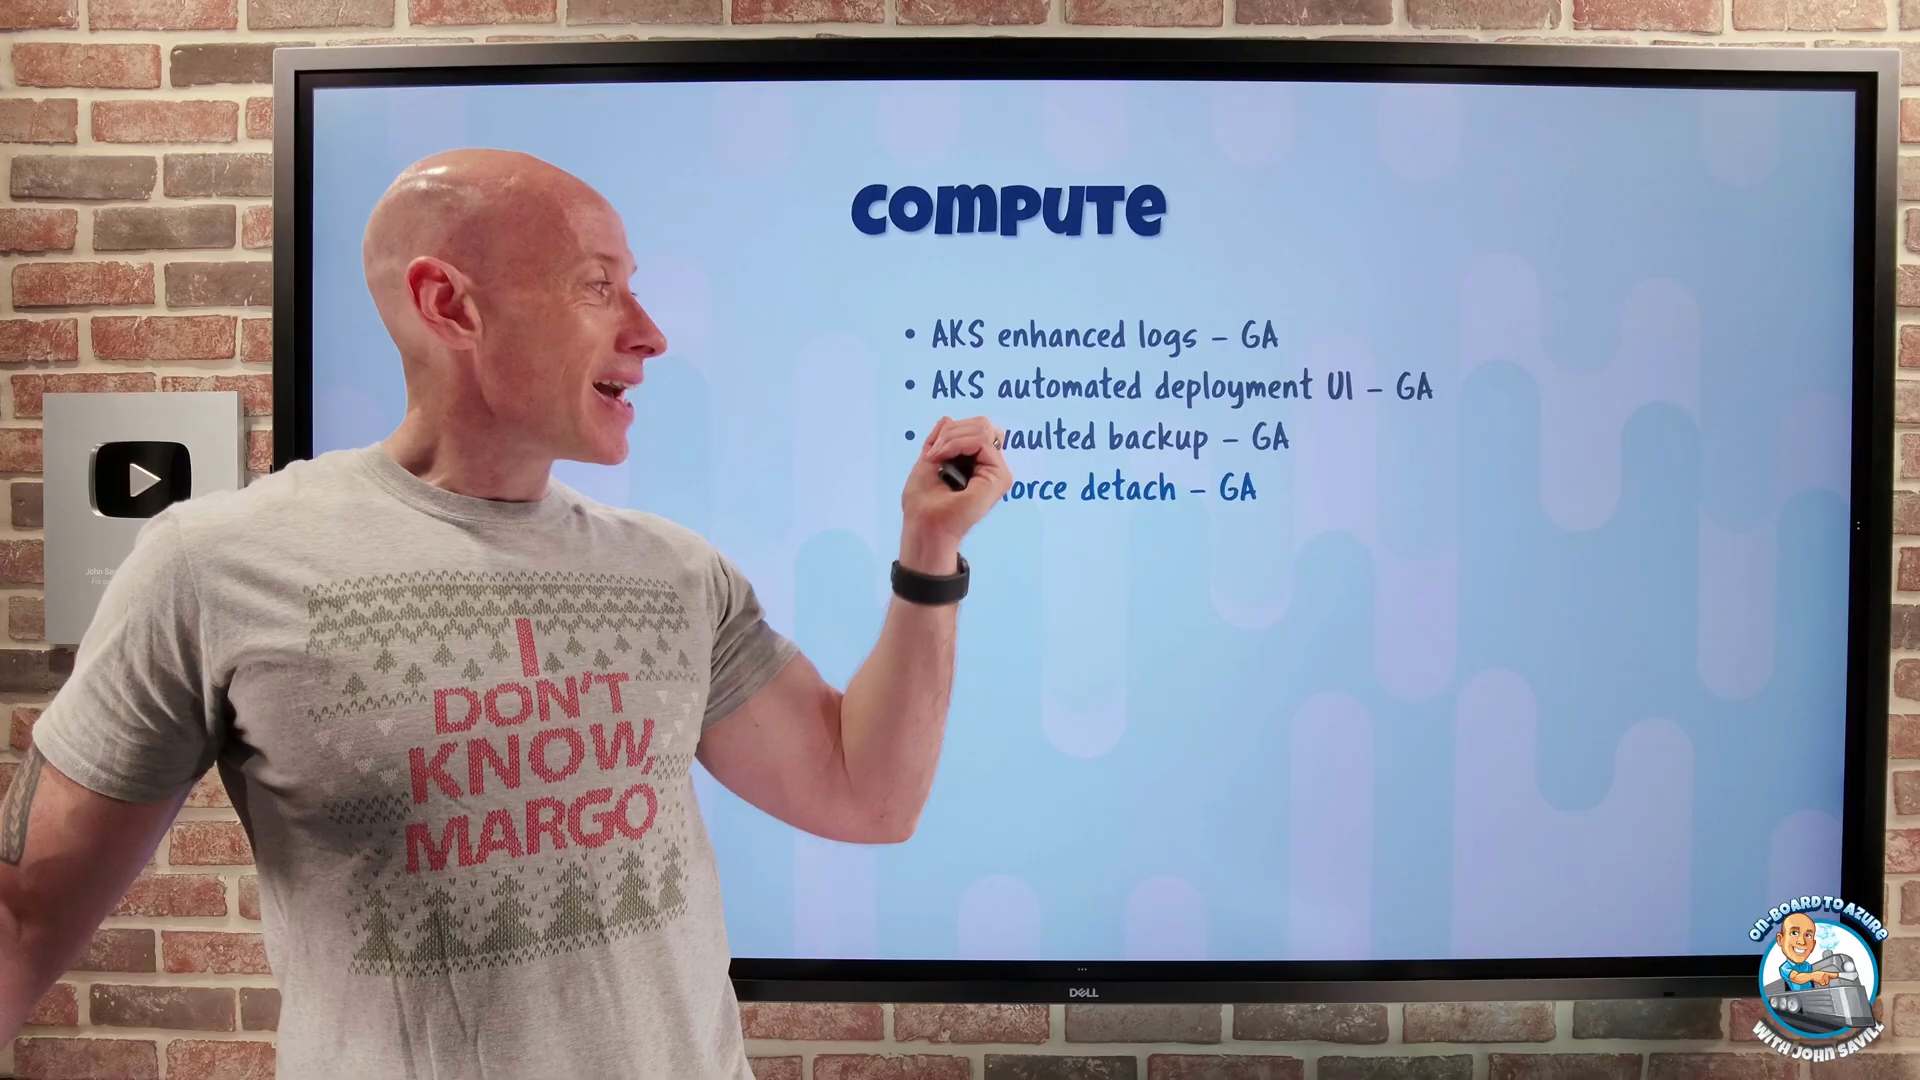 COMPUTE
• AKS enhanced logs – GA
• AKS automated deployment UI – GA
• vaulted backup – GA
force detach – GA
I
DON'T
KNOW,
MARGO
DELL
ON-BOARD TO AZURE
WITH JOHN SAVILL